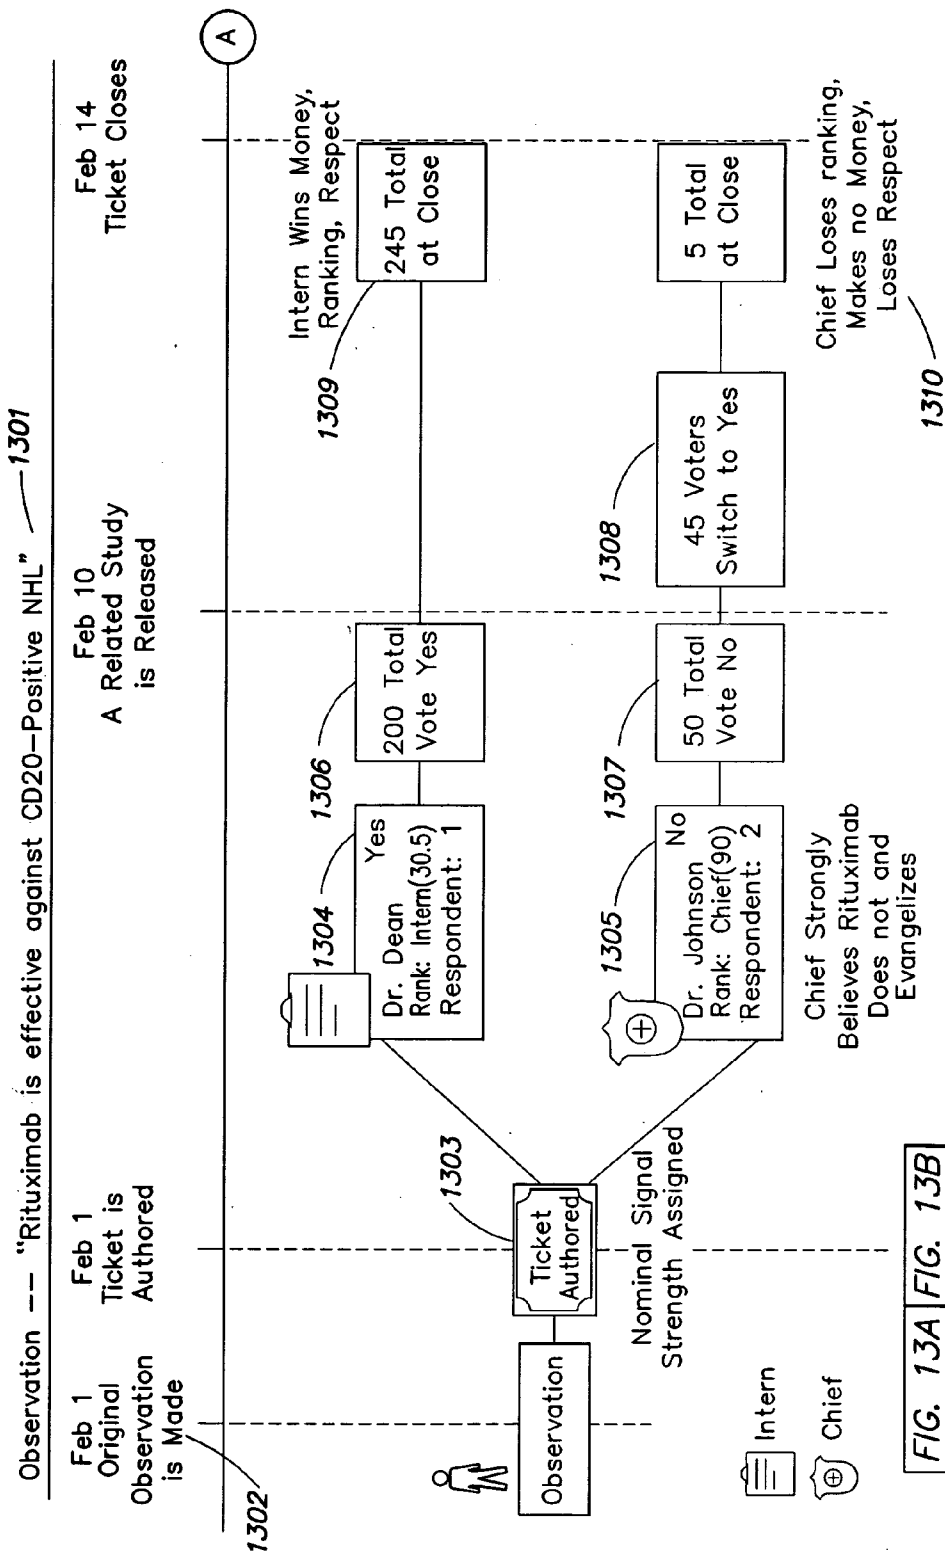 Observation -- "Rituximab is effective against CD20-Positive NHL"
1301
Feb 1
Original
Observation
is Made
1302
Feb 1
Ticket is
Authored
Feb 10
A Related Study
is Released
Feb 14
Ticket Closes
A
Observation
Ticket
Authored
1303
Nominal Signal
Strength Assigned
1304
Yes
Dr. Dean
Rank: Intern(30.5)
Respondent: 1
1306
200 Total
Vote Yes
1309
245 Total
at Close
Intern Wins Money,
Ranking, Respect
1305
No
Dr. Johnson
Rank: Chief(90)
Respondent: 2
Chief Strongly
Believes Rituximab
Does not and
Evangelizes
1307
50 Total
Vote No
1308
45 Voters
Switch to Yes
5 Total
at Close
Chief Loses ranking,
Makes no Money,
Loses Respect
1310
Intern
Chief
FIG. 13A FIG. 13B